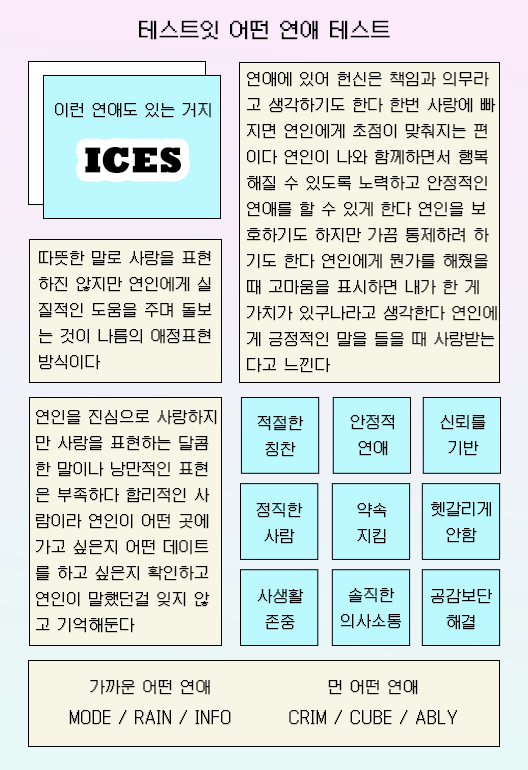 테스트잇 어떤 연애 테스트
이런 연애도 있는 거지
ICES
연애에 있어 헌신은 책임과 의무라
고 생각하기도 한다 한번 사랑에 빠
지면 연인에게 초점이 맞춰지는 편
이다 연인이 나와 함께하면서 행복
해질 수 있도록 노력하고 안정적인
연애를 할 수 있게 한다 연인을 보
호하기도 하지만 가끔 통제하려 하
기도 한다 연인에게 뭔가를 해줬을
때 고마움을 표시하면 내가 한 게
가치가 있구나라고 생각한다 연인에
게 긍정적인 말을 들을 때 사랑받는
다고 느낀다
따뜻한 말로 사랑을 표현
하진 않지만 연인에게 실
질적인 도움을 주며 돌보
는 것이 나름의 애정표현
방식이다
연인을 진심으로 사랑하지
만 사랑을 표현하는 달콤
한 말이나 낭만적인 표현
은 부족하다 합리적인 사
람이라 연인이 어떤 곳에
가고 싶은지 어떤 데이트
를 하고 싶은지 확인하고
연인이 말했던걸 잊지 않
고 기억해둔다
적절한
칭찬
안정적
연애
신뢰를
기반
정직한
사람
약속
지킴
헷갈리게
안함
사생활
존중
솔직한
의사소통
공감보단
해결
가까운 어떤 연애
MODE / RAIN / INFO
먼 어떤 연애
CRIM / CUBE / ABLY